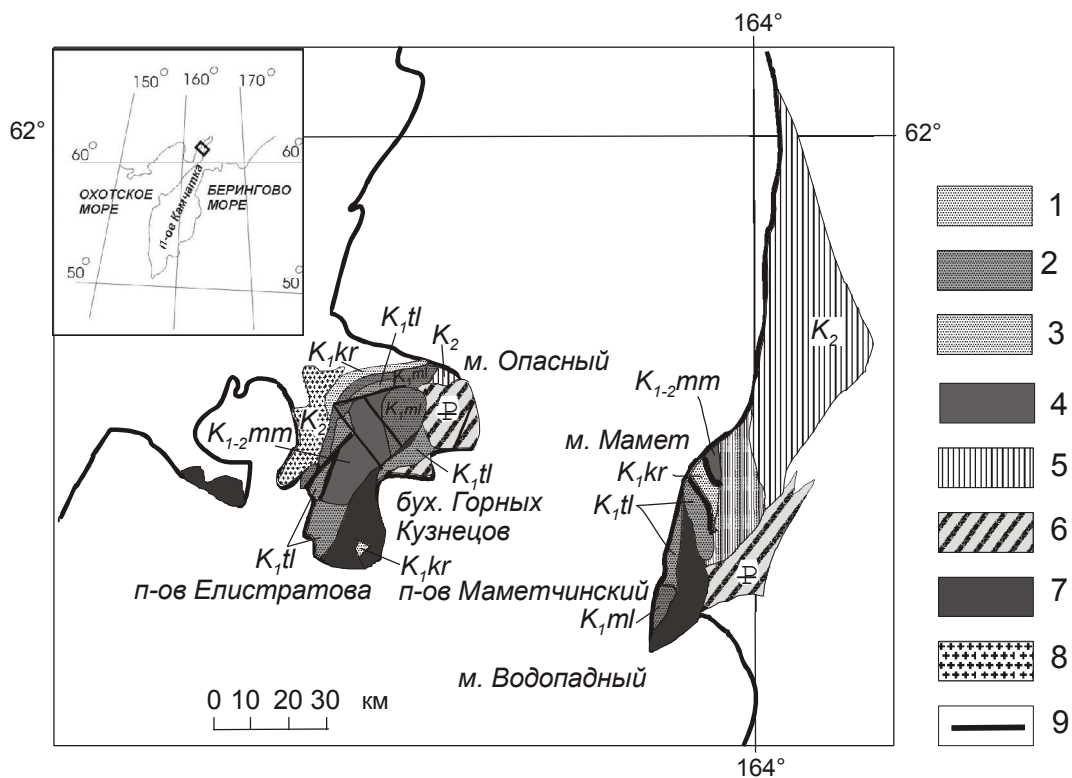 164°
150° 160° 170°
62°
62°
60°
60°
ОХОТСКОЕ
МОРЕ
БЕРИНГОВО
МОРЕ
п-ов Камчатка
50°
50°
1
2
3
4
5
6
7
8
9
K₁tl
K₂
K₁kr
м. Опасный
K₁ml
K₁ml
K₂
K₁₋₂mm
K₂
K₁₋₂mm
м. Мамет
K₁kr
K₁tl
K₁tl
бух. Горных
Кузнецов
K₁tl
K₁kr
п-ов Елистратова
п-ов Маметчинский
K₁ml
м. Водопадный
0 10 20 30 км
164°